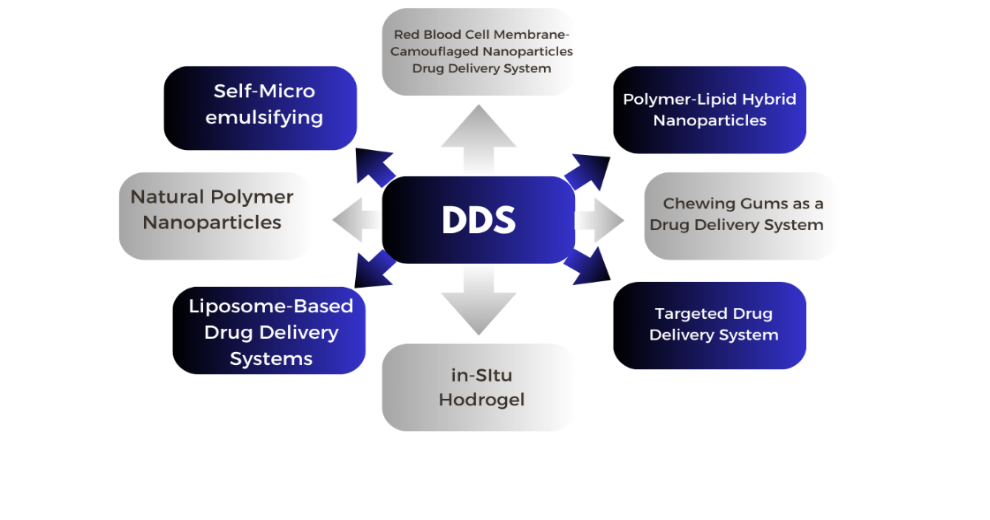 Red Blood Cell Membrane-
Camouflaged Nanoparticles
Drug Delivery System
Self-Micro
emulsifying
Polymer-Lipid Hybrid
Nanoparticles
Natural Polymer
Nanoparticles
DDS
Chewing Gums as a
Drug Delivery System
Liposome-Based
Drug Delivery
Systems
Targeted Drug
Delivery System
in-SItu
Hodrogel